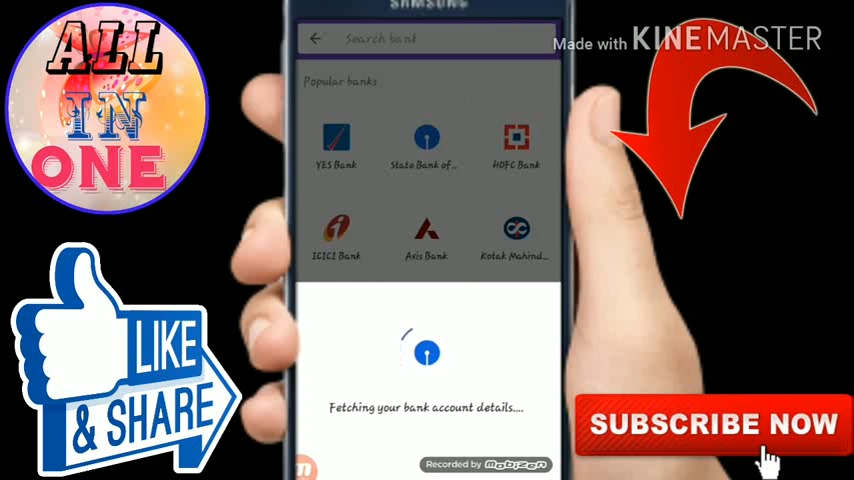 SAMSUNG
ALL
IN
ONE
Search bank
Made with KINEMASTER
Popular banks
YES Bank
State Bank of...
HDFC Bank
ICICI Bank
Axis Bank
Kotak Mahind...
LIKE
& SHARE
Fetching your bank account details....
SUBSCRIBE NOW
Recorded by MOBIZEN